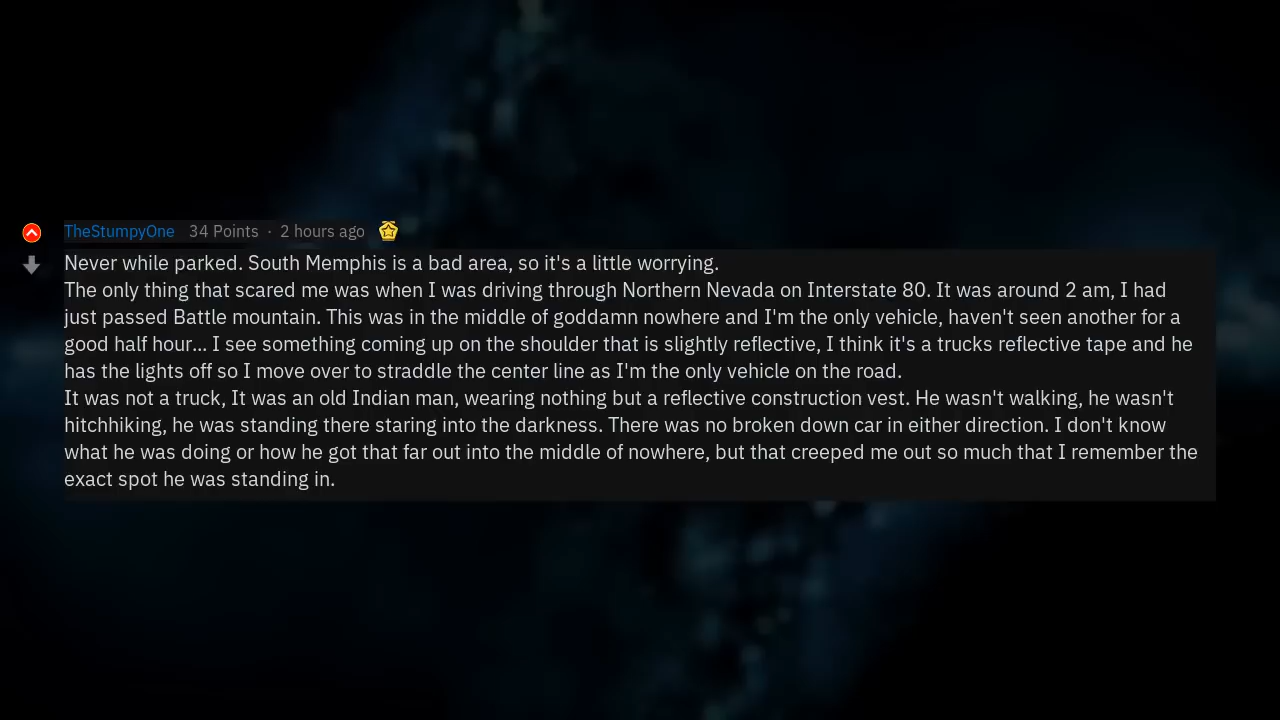 TheStumpyOne 34 Points · 2 hours ago
Never while parked. South Memphis is a bad area, so it's a little worrying.
The only thing that scared me was when I was driving through Northern Nevada on Interstate 80. It was around 2 am, I had
just passed Battle mountain. This was in the middle of goddamn nowhere and I'm the only vehicle, haven't seen another for a
good half hour... I see something coming up on the shoulder that is slightly reflective, I think it's a trucks reflective tape and he
has the lights off so I move over to straddle the center line as I'm the only vehicle on the road.
It was not a truck, It was an old Indian man, wearing nothing but a reflective construction vest. He wasn't walking, he wasn't
hitchhiking, he was standing there staring into the darkness. There was no broken down car in either direction. I don't know
what he was doing or how he got that far out into the middle of nowhere, but that creeped me out so much that I remember the
exact spot he was standing in.